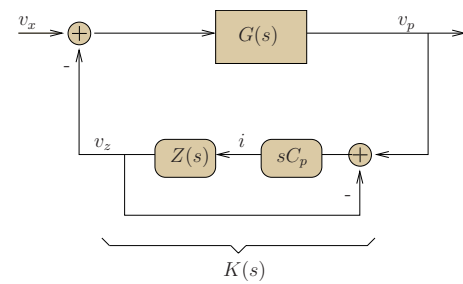 v_x
+
G(s)
v_p
-
v_z
Z(s)
i
sC_p
+
-
K(s)